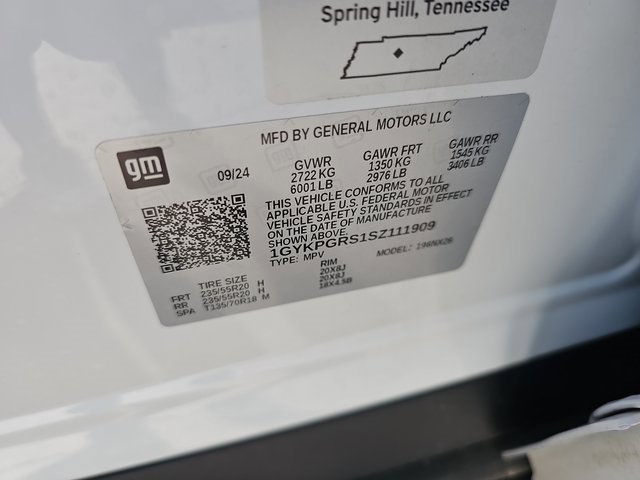 Spring Hill, Tennessee
MFD BY GENERAL MOTORS LLC
gm
09/24
GVWR
2722 KG
6001 LB
GAWR FRT
1350 KG
2976 LB
GAWR RR
1545 KG
3406 LB
THIS VEHICLE CONFORMS TO ALL
APPLICABLE U.S. FEDERAL MOTOR
VEHICLE SAFETY STANDARDS IN EFFECT
ON THE DATE OF MANUFACTURE
SHOWN ABOVE.
1GYKPGRS1SZ111909
TYPE: MPV
MODEL: 196NX26
TIRE SIZE
RIM
FRT 235/55R20 H 20X8J
RR 235/55R20 H 20X8J
SPA T135/70R18 M 18X4.5B